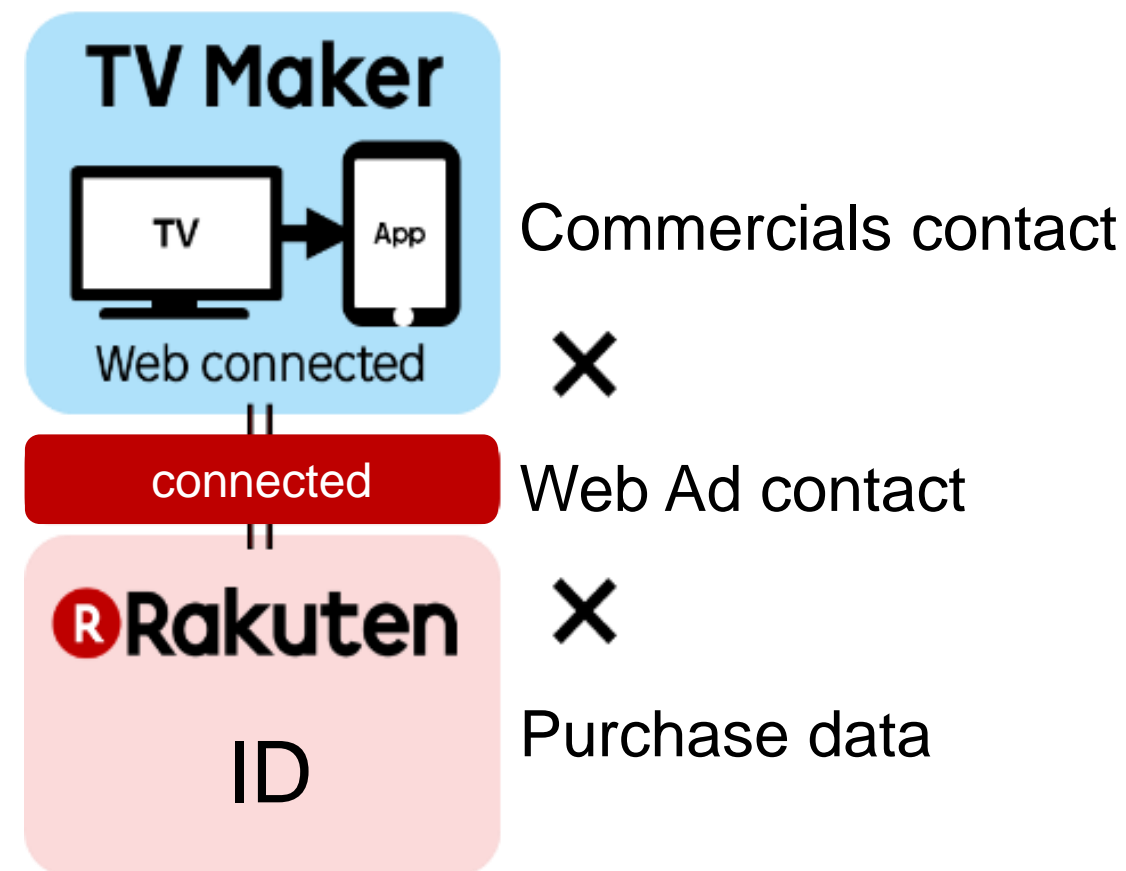 TV Maker
TV
App
Web connected
Commercials contact
×
connected
Web Ad contact
×
R Rakuten
ID
Purchase data